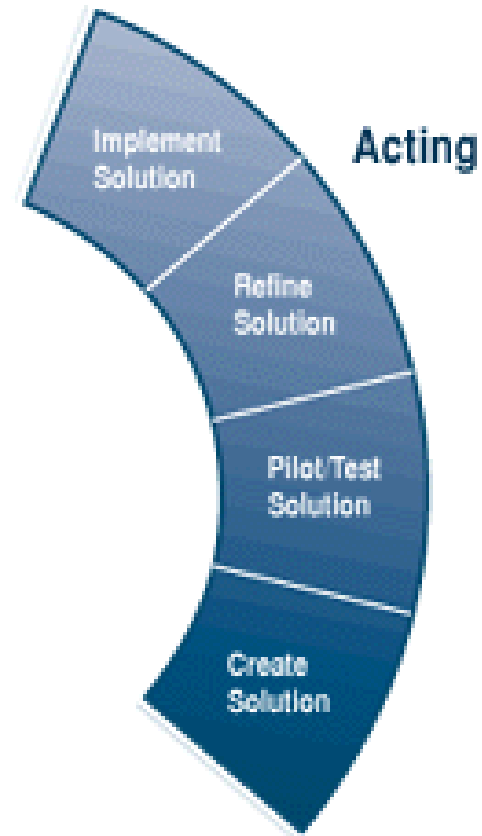 Acting
Implement
Solution
Refine
Solution
Pilot/Test
Solution
Create
Solution